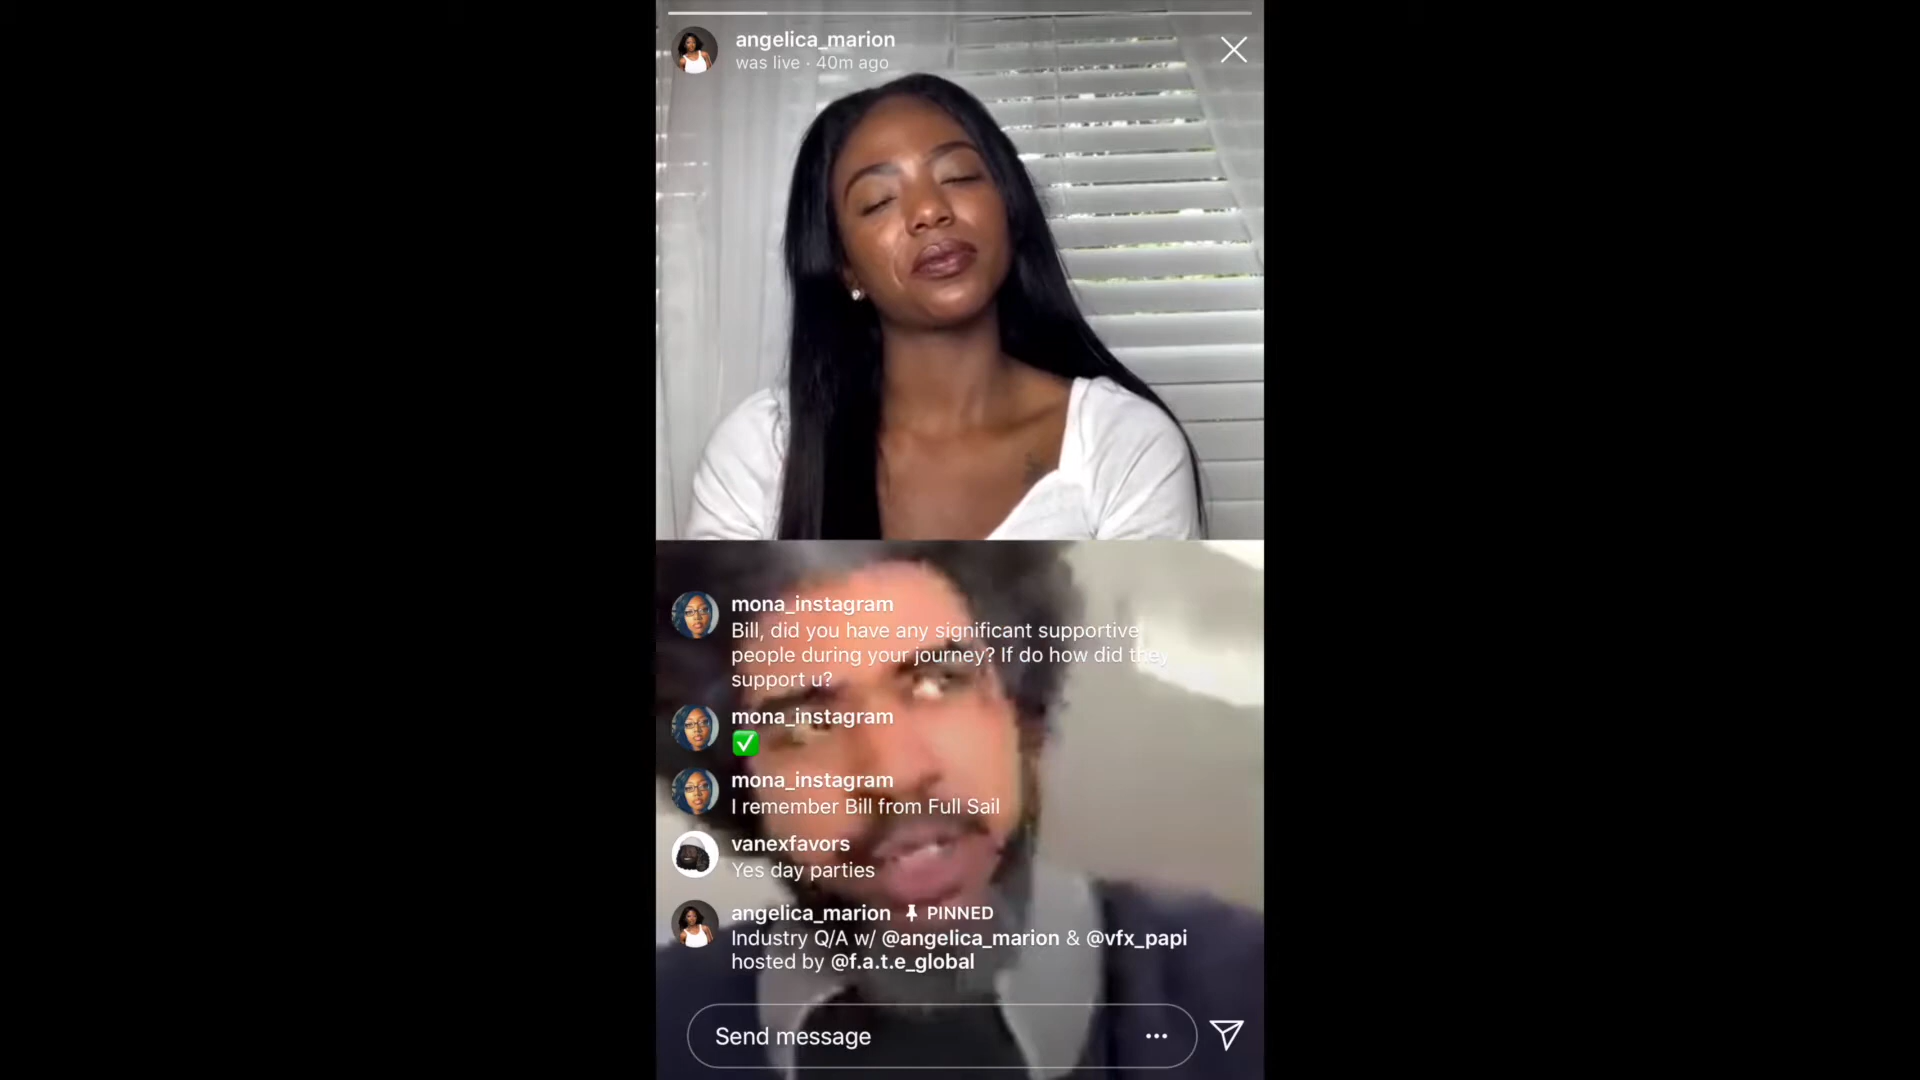 angelica_marion
was live · 40m ago
mona_instagram
Bill, did you have any significant supportive
people during your journey? If do how did they
support u?
mona_instagram
✅
mona_instagram
I remember Bill from Full Sail
vanexfavors
Yes day parties
angelica_marion PINNED
Industry Q/A w/ @angelica_marion & @vfx_papi
hosted by @f.a.t.e_global
Send message